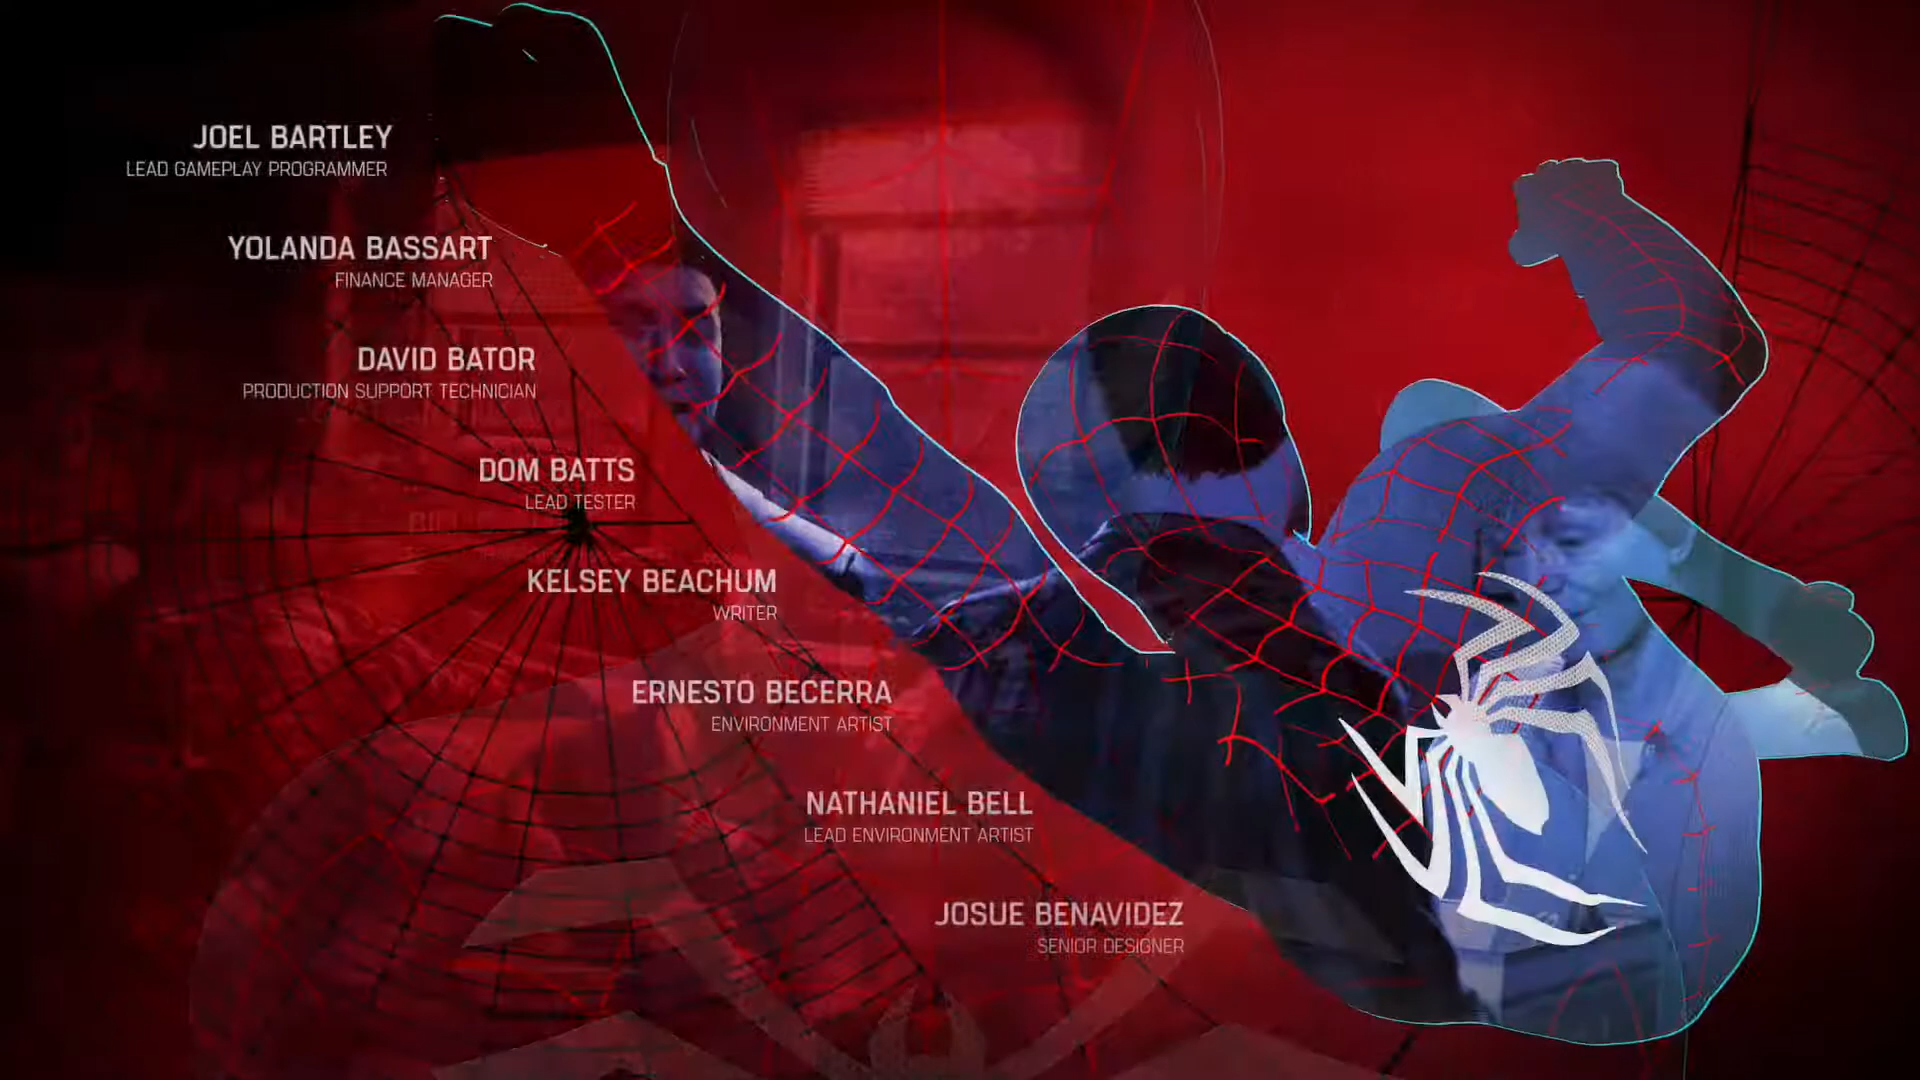 JOEL BARTLEY
LEAD GAMEPLAY PROGRAMMER
YOLANDA BASSART
FINANCE MANAGER
DAVID BATOR
PRODUCTION SUPPORT TECHNICIAN
DOM BATTS
LEAD TESTER
KELSEY BEACHUM
WRITER
ERNESTO BECERRA
ENVIRONMENT ARTIST
NATHANIEL BELL
LEAD ENVIRONMENT ARTIST
JOSUE BENAVIDEZ
SENIOR DESIGNER